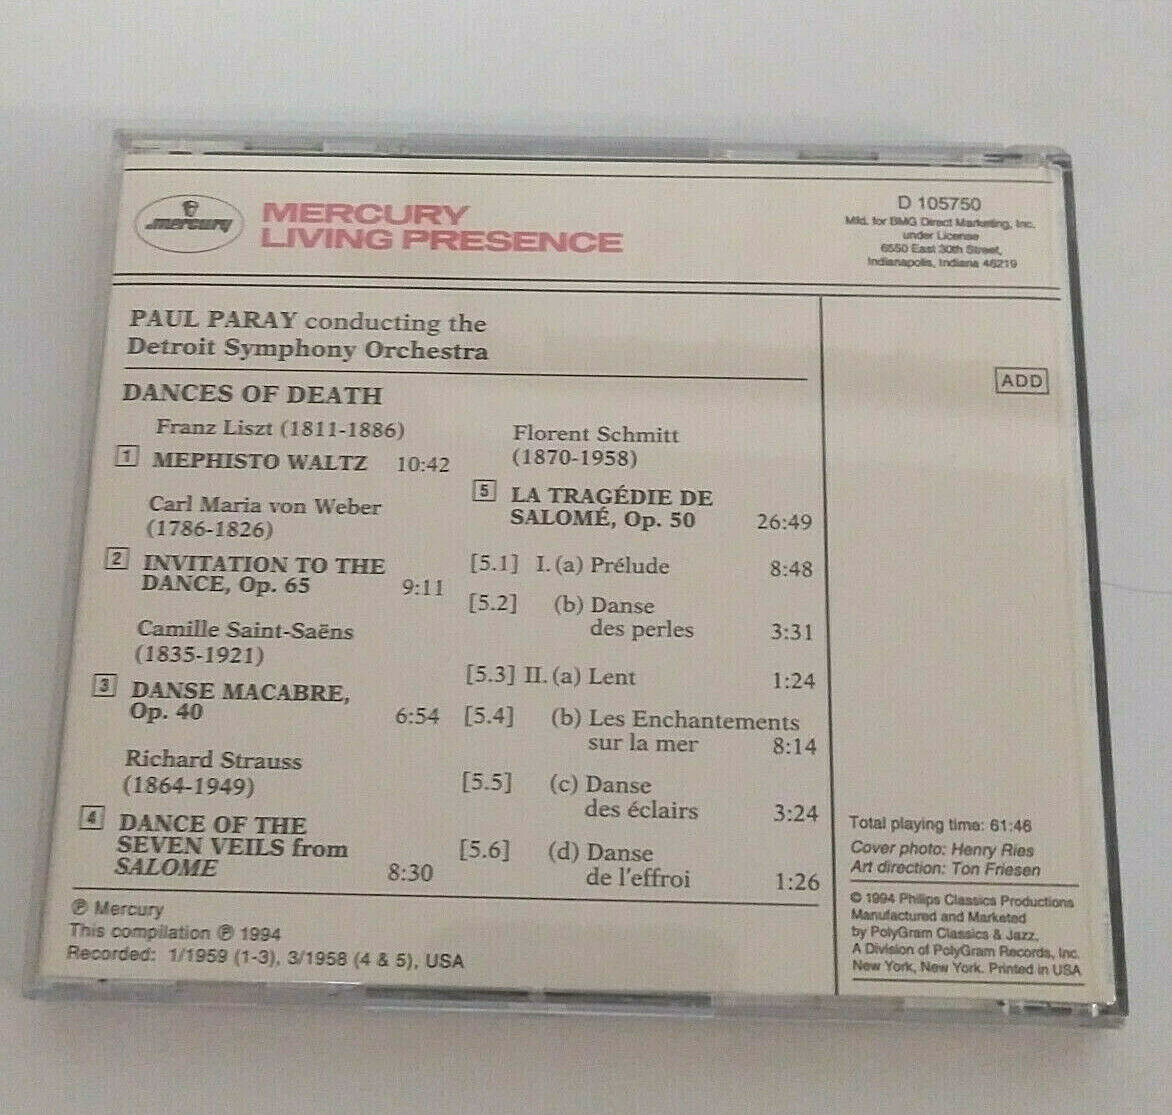 mercury
MERCURY
LIVING PRESENCE
D 105750
Mfd. for BMG Direct Marketing, Inc.
under License
6550 East 30th Street,
Indianapolis, Indiana 46219
PAUL PARAY conducting the
Detroit Symphony Orchestra
ADD
DANCES OF DEATH
Franz Liszt (1811-1886)
1 MEPHISTO WALTZ 10:42
Carl Maria von Weber
(1786-1826)
2 INVITATION TO THE
DANCE, Op. 65 9:11
Camille Saint-Saëns
(1835-1921)
3 DANSE MACABRE,
Op. 40 6:54
Richard Strauss
(1864-1949)
4 DANCE OF THE
SEVEN VEILS from
SALOME 8:30
Florent Schmitt
(1870-1958)
5 LA TRAGÉDIE DE
SALOMÉ, Op. 50 26:49
[5.1] I. (a) Prélude 8:48
[5.2] (b) Danse
des perles 3:31
[5.3] II. (a) Lent 1:24
[5.4] (b) Les Enchantements
sur la mer 8:14
[5.5] (c) Danse
des éclairs 3:24
[5.6] (d) Danse
de l'effroi 1:26
℗ Mercury
This compilation ℗ 1994
Recorded: 1/1959 (1-3), 3/1958 (4 & 5), USA
Total playing time: 61:46
Cover photo: Henry Ries
Art direction: Ton Friesen
© 1994 Philips Classics Productions
Manufactured and Marketed
by PolyGram Classics & Jazz,
A Division of PolyGram Records, Inc.
New York, New York. Printed in USA